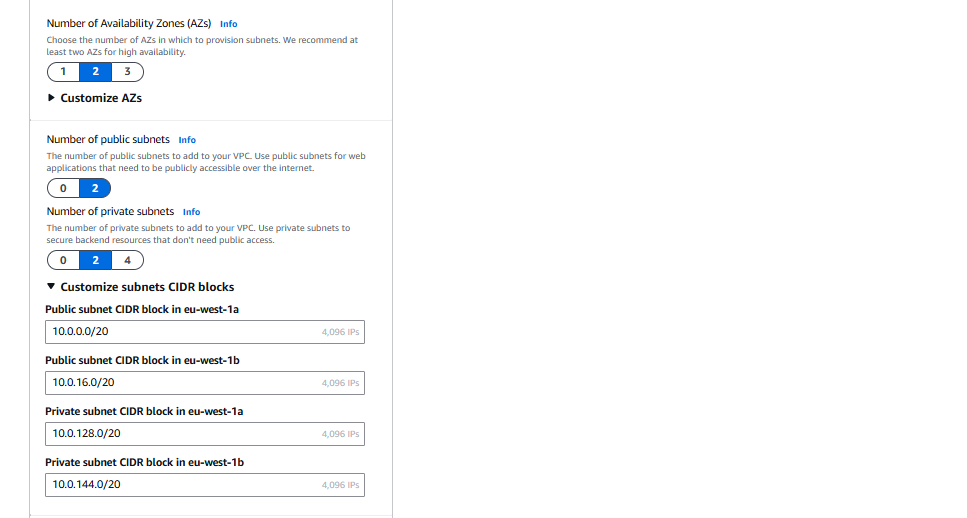 Number of Availability Zones (AZs) Info
Choose the number of AZs in which to provision subnets. We recommend at
least two AZs for high availability.
1 2 3
Customize AZs
Number of public subnets Info
The number of public subnets to add to your VPC. Use public subnets for web
applications that need to be publicly accessible over the internet.
0 2
Number of private subnets Info
The number of private subnets to add to your VPC. Use private subnets to
secure backend resources that don't need public access.
0 2 4
Customize subnets CIDR blocks
Public subnet CIDR block in eu-west-1a
10.0.0.0/20 4,096 IPs
Public subnet CIDR block in eu-west-1b
10.0.16.0/20 4,096 IPs
Private subnet CIDR block in eu-west-1a
10.0.128.0/20 4,096 IPs
Private subnet CIDR block in eu-west-1b
10.0.144.0/20 4,096 IPs